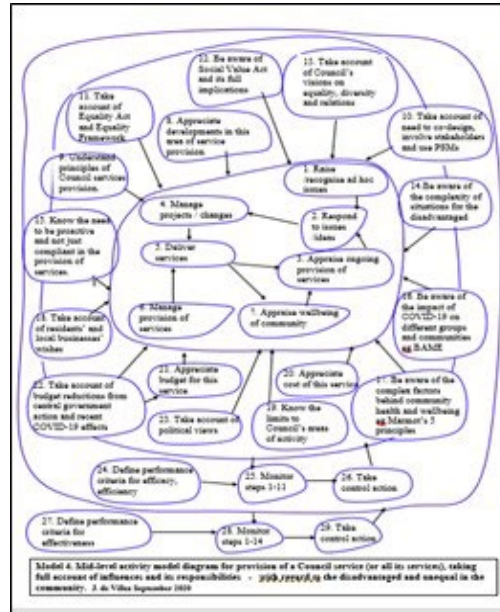 12. Be aware of
Social Value Act
and its full
implications
13. Take account
of Council's
visions on
equality, diversity
and relations
11. Take
account of
Equality Act
and Equality
Framework.
8. Appreciate
developments in this
area of service
provision.
10. Take account of
need to co-design,
involve stakeholders
and use
9. Understand
principles of
Council services
provision.
1. Raise
/recognise ad hoc
issues
4. Manage
projects / changes
2. Respond
to issues
/ideas
14. Be aware of
the complexity of
situations for the
disadvantaged
15. Know the need
to be proactive
and not just
compliant in the
provision of
services.
5. Deliver
services
3. Appraise ongoing
provision of
services
6. Manage
provision of
services
7. Appraise wellbeing
of community
Take account
of residents' and
local businesses'
wishes
Be aware of
the impact of
COVID-19 on
different groups
and communities
eg BAME
21. Appreciate
budget for this
service
20. Appreciate
cost of this service
22. Take account of
budget reductions from
central government
action and recent
COVID-19 effects
17. Be aware of the
complex factors
behind community
health and wellbeing
eg Marmot's 5
principles
23. Take account of
political views
19. Know the
limits to
Council's areas
of activity
24. Define performance
criteria for efficacy,
efficiency
25. Monitor
steps 1-11
26. Take
control action
27. Define performance
criteria for
effectiveness
28. Monitor
steps 1-14
29. Take
control action
Model 4. Mid-level activity model diagram for provision of a Council service (or all its services), taking
full account of influences and its responsibilities - with regard to the disadvantaged and unequal in the
community. September 2020